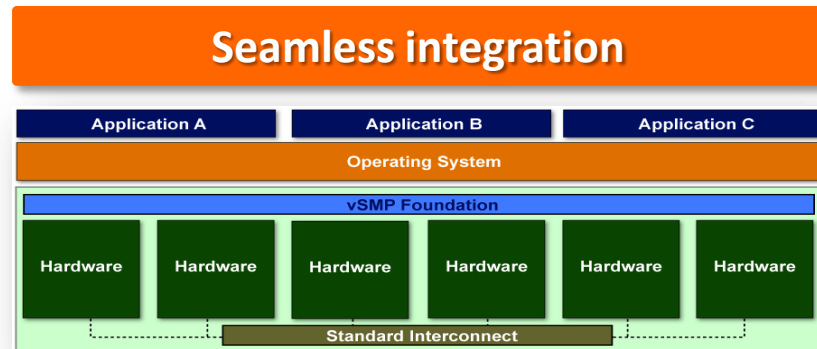 Seamless integration
Application A Application B Application C
Operating System
vSMP Foundation
Hardware Hardware Hardware Hardware Hardware Hardware
Standard Interconnect